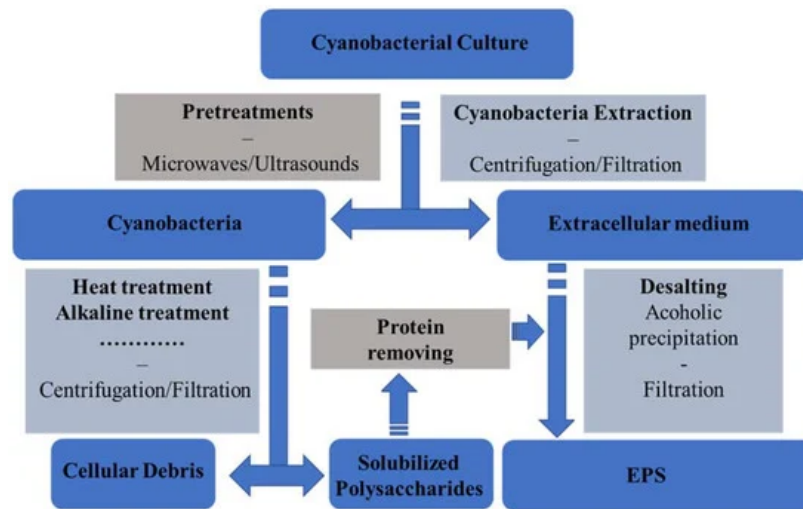 Cyanobacterial Culture
Pretreatments
–
Microwaves/Ultrasounds
Cyanobacteria Extraction
–
Centrifugation/Filtration
Cyanobacteria
Extracellular medium
Heat treatment
Alkaline treatment
…………
–
Centrifugation/Filtration
Protein
removing
Desalting
Acoholic
precipitation
-
Filtration
Cellular Debris
Solubilized
Polysaccharides
EPS